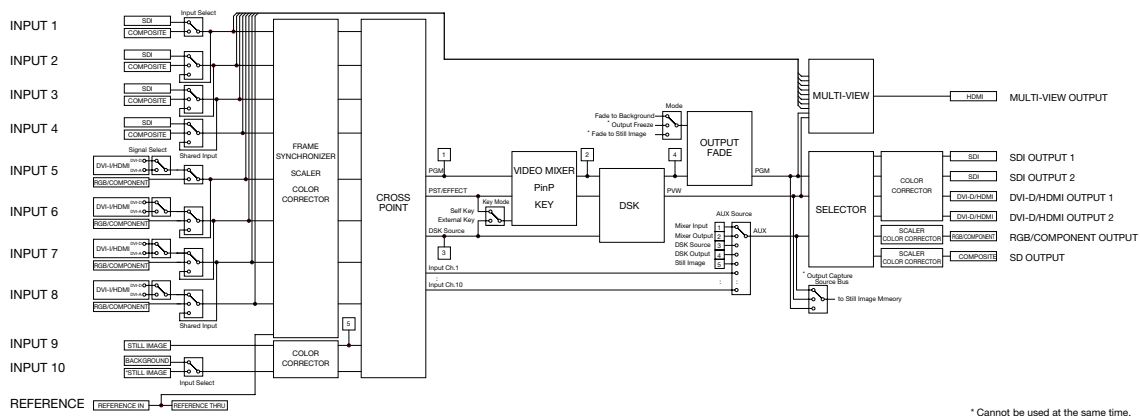 INPUT 1
SDI
COMPOSITE
Input Select
INPUT 2
SDI
COMPOSITE
INPUT 3
SDI
COMPOSITE
INPUT 4
SDI
COMPOSITE
Shared Input
Signal Select
INPUT 5
DVI-I/HDMI
DVI-D
DVI-A
RGB/COMPONENT
INPUT 6
DVI-I/HDMI
DVI-D
DVI-A
RGB/COMPONENT
INPUT 7
DVI-I/HDMI
DVI-D
DVI-A
RGB/COMPONENT
INPUT 8
DVI-I/HDMI
DVI-D
DVI-A
RGB/COMPONENT
Shared Input
INPUT 9
STILL IMAGE
INPUT 10
BACKGROUND
*STILL IMAGE
Input Select
REFERENCE
REFERENCE IN
REFERENCE THRU
FRAME
SYNCHRONIZER
SCALER
COLOR
CORRECTOR
COLOR
CORRECTOR
5
CROSS
POINT
1
PGM
PST/EFFECT
Key Mode
Self Key
External Key
DSK Source
3
Input Ch.1
:
Input Ch.10
VIDEO MIXER
PinP
KEY
2
DSK
4
Mode
Fade to Background
* Output Freeze
* Fade to Still Image
OUTPUT
FADE
PGM
PVW
AUX Source
Mixer Input
1
Mixer Output
2
DSK Source
3
DSK Output
4
Still Image
5
:
:
AUX
* Output Capture
Source Bus
to Still Image Mmeory
MULTI-VIEW
HDMI
MULTI-VIEW OUTPUT
SELECTOR
COLOR
CORRECTOR
SCALER
COLOR CORRECTOR
SCALER
COLOR CORRECTOR
SDI
SDI OUTPUT 1
SDI
SDI OUTPUT 2
DVI-D/HDMI
DVI-D/HDMI OUTPUT 1
DVI-D/HDMI
DVI-D/HDMI OUTPUT 2
RGB/COMPONENT
RGB/COMPONENT OUTPUT
COMPOSITE
SD OUTPUT
* Cannot be used at the same time.